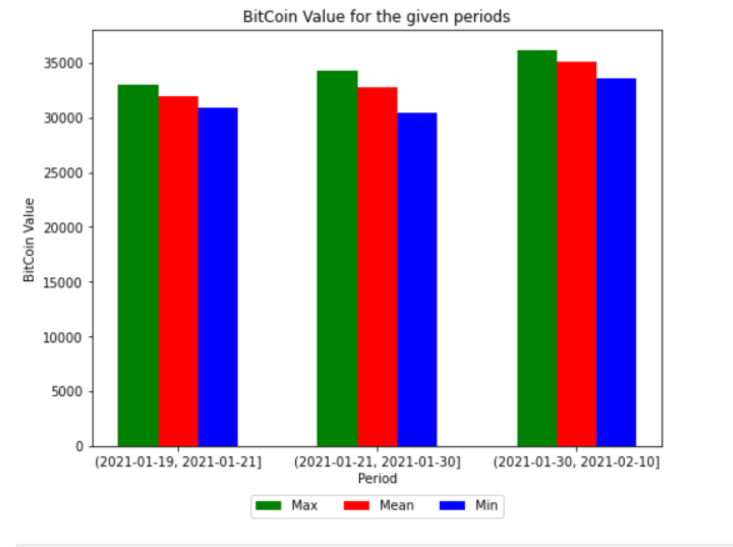 BitCoin Value for the given periods
35000
30000
25000
20000
15000
10000
5000
0
BitCoin Value
(2021-01-19, 2021-01-21] (2021-01-21, 2021-01-30] (2021-01-30, 2021-02-10]
Period
Max Mean Min